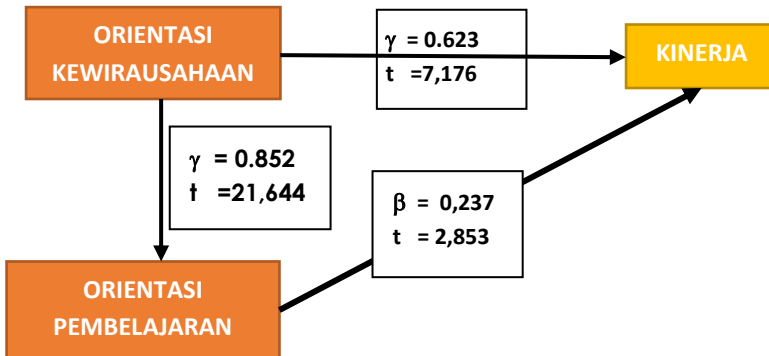 ORIENTASI
KEWIRAUSAHAAN
γ = 0.623
t =7,176
KINERJA
γ = 0.852
t =21,644
β = 0,237
t = 2,853
ORIENTASI
PEMBELAJARAN